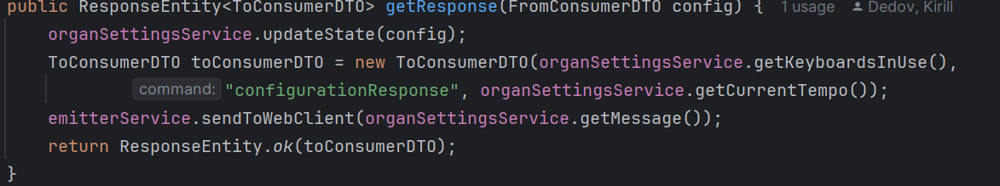 public ResponseEntity<ToConsumerDTO> getResponse(FromConsumerDTO config) { 1 usage Dedov, Kirill
organSettingsService.updateState(config);
ToConsumerDTO toConsumerDTO = new ToConsumerDTO(organSettingsService.getKeyboardsInUse(),
command: "configurationResponse", organSettingsService.getCurrentTempo());
emitterService.sendToWebClient(organSettingsService.getMessage());
return ResponseEntity.ok(toConsumerDTO);
}